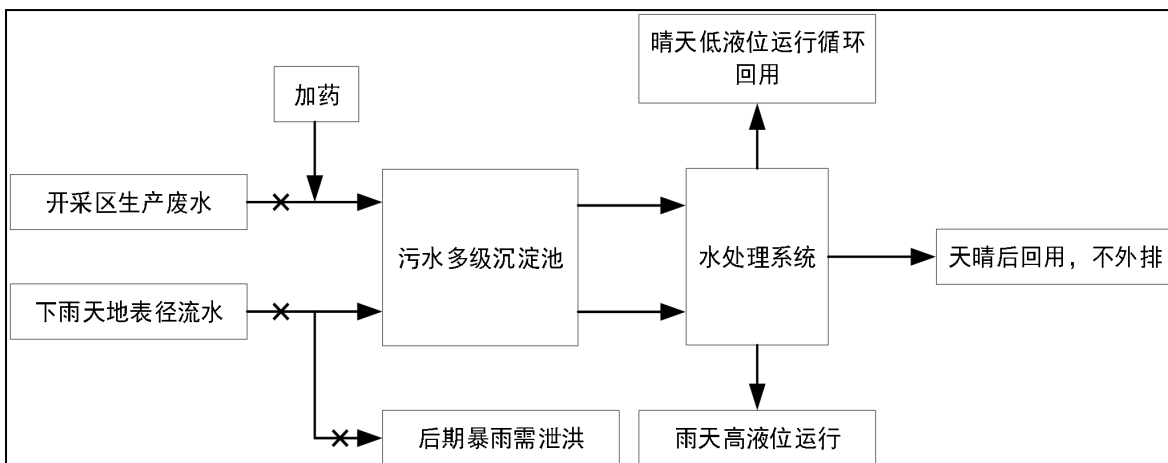 晴天低液位运行循环
回用
加药
开采区生产废水
污水多级沉淀池
水处理系统
天晴后回用，不外排
下雨天地表径流水
后期暴雨需泄洪
雨天高液位运行